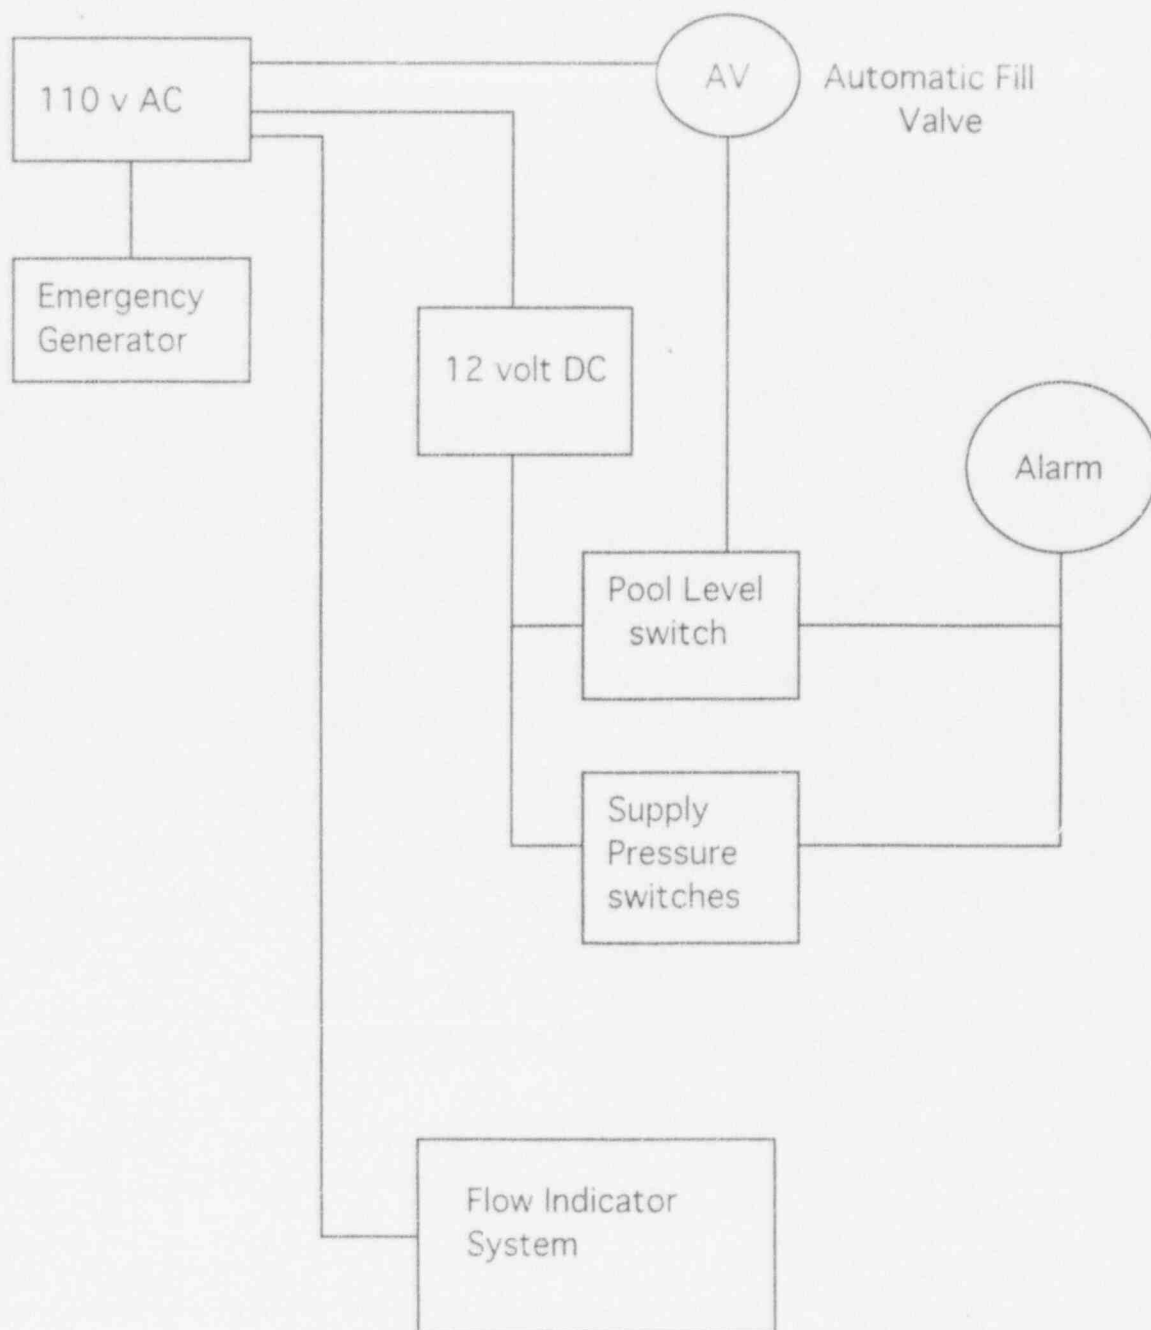 110 v AC
AV
Automatic Fill
Valve
Emergency
Generator
12 volt DC
Alarm
Pool Level
switch
Supply
Pressure
switches
Flow Indicator
System